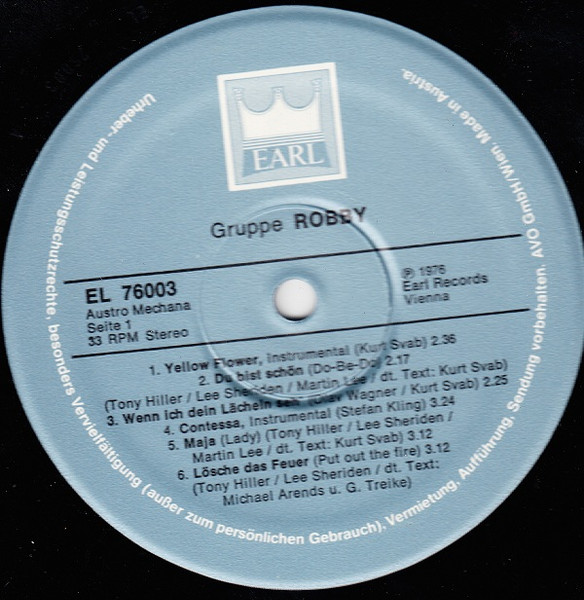 EARL
Gruppe ROBBY
EL 76003
Austro Mechana
Seite 1
33 RPM Stereo
℗ 1976
Earl Records
Vienna
1. Yellow Flower, Instrumental (Kurt Svab) 2.36
2. Du bist schön (Do-Be-Do) 2.17
(Tony Hiller / Lee Sheriden / Martin Lee / dt. Text: Kurt Svab)
3. Wenn ich dein Lächeln seh (Olav Wagner / Kurt Svab) 2.25
4. Contessa, Instrumental (Stefan Kling) 3.24
5. Maja (Lady) (Tony Hiller / Lee Sheriden /
Martin Lee / dt. Text: Kurt Svab) 3.12
6. Lösche das Feuer (Put out the fire) 3.12
(Tony Hiller / Lee Sheriden / dt. Text:
Michael Arends u. G. Treike)
Urheber- und Leistungsschutzrechte, besonders Vervielfältigung (außer zum persönlichen Gebrauch), Vermietung, Aufführung, Sendung vorbehalten. AVO GmbH/Wien. Made in Austria.